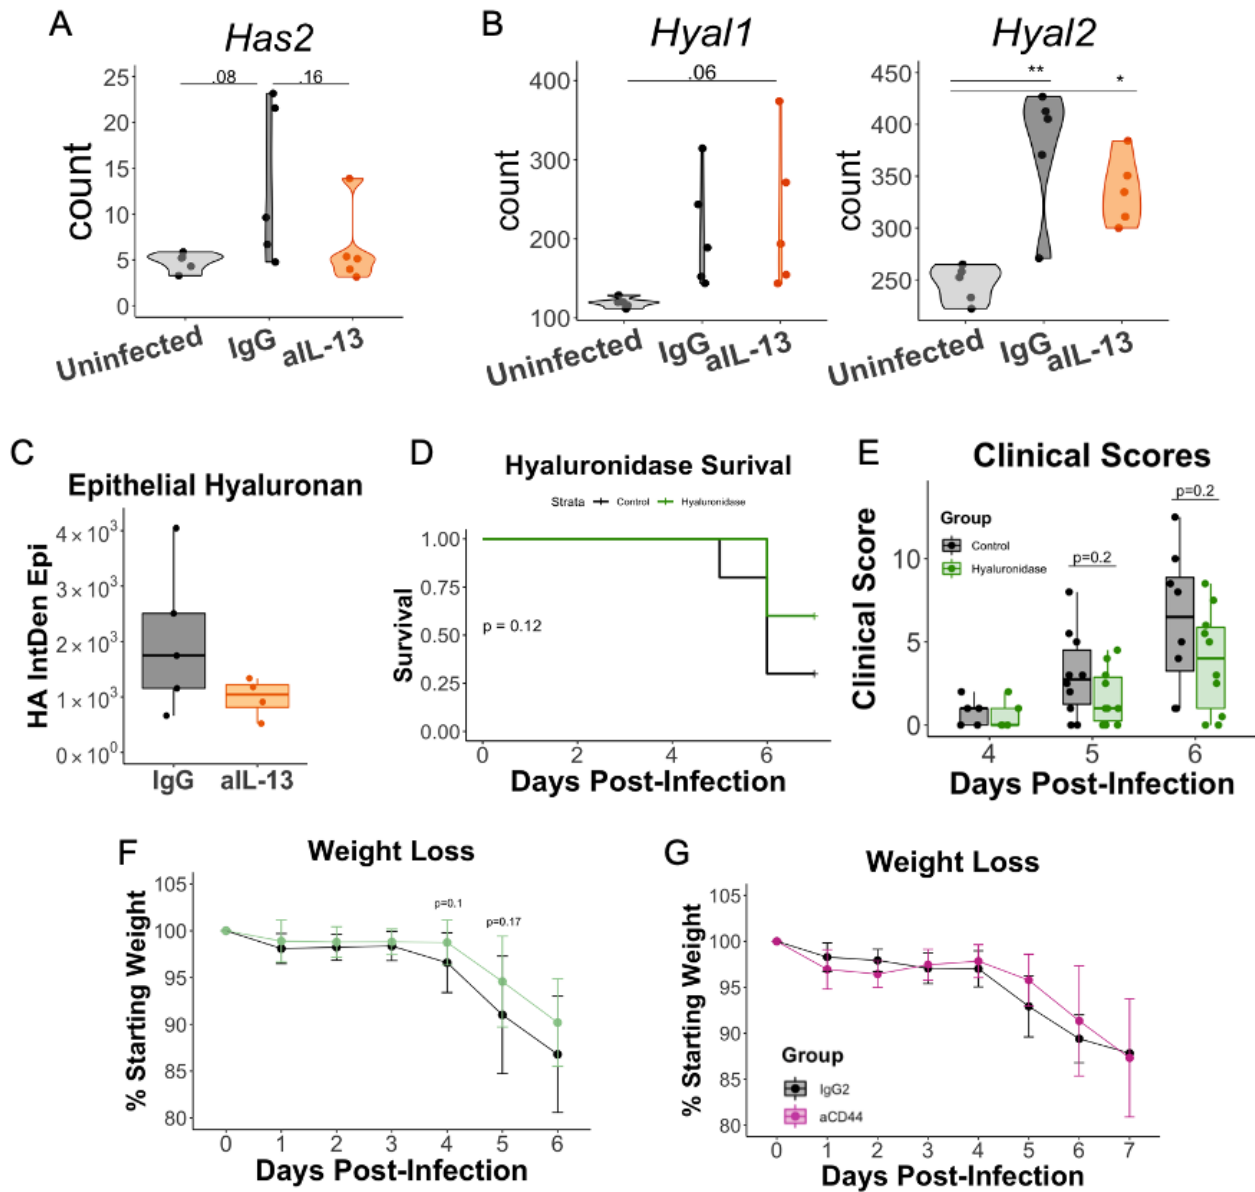 A
Has2
count
25
20
15
10
5
0
.08
.16
Uninfected
IgG
aIL-13
B
Hyal1
count
400
300
200
100
.06
Uninfected
IgG
aIL-13
Hyal2
count
450
400
350
300
250
**
*
Uninfected
IgG
aIL-13
C
Epithelial Hyaluronan
HA IntDen Epi
4 × 10³
3 × 10³
2 × 10³
1 × 10³
0 × 10⁰
IgG
aIL-13
D
Hyaluronidase Surival
Strata Control Hyaluronidase
Survival
1.00
0.75
0.50
0.25
0.00
p = 0.12
0 2 4 6
Days Post-Infection
E
Clinical Scores
Clinical Score
10
5
0
Group
Control
Hyaluronidase
p=0.2
p=0.2
4 5 6
Days Post-Infection
F
Weight Loss
% Starting Weight
105
100
95
90
85
80
p=0.1
p=0.17
0 1 2 3 4 5 6
Days Post-Infection
G
Weight Loss
% Starting Weight
105
100
95
90
85
80
Group
IgG2
aCD44
0 1 2 3 4 5 6 7
Days Post-Infection